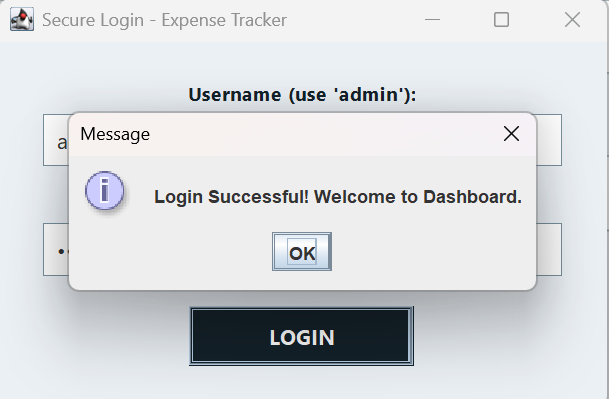 Secure Login - Expense Tracker
Username (use 'admin'):
a
Message
Login Successful! Welcome to Dashboard.
OK
LOGIN